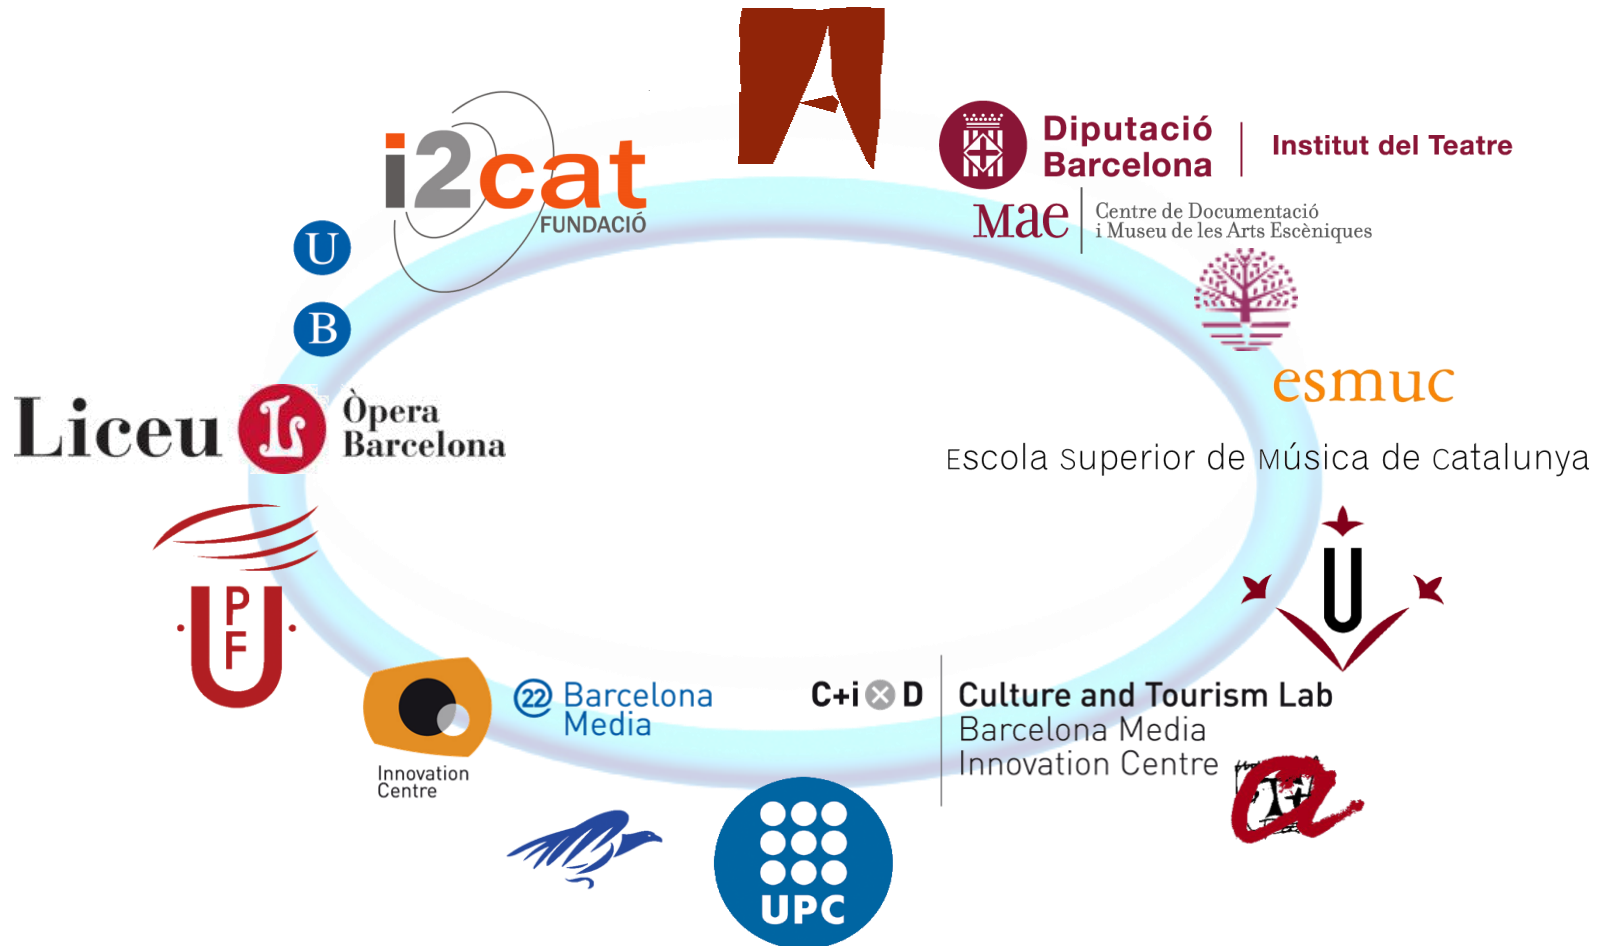 i2cat
FUNDACIÓ
Diputació
Barcelona
Institut del Teatre
Mae
Centre de Documentació
i Museu de les Arts Escèniques
U
B
Liceu
Òpera
Barcelona
esmuc
Escola Superior de Música de Catalunya
U
U
P
F
Innovation
Centre
@22 Barcelona
Media
C+i x D
Culture and Tourism Lab
Barcelona Media
Innovation Centre
UPC